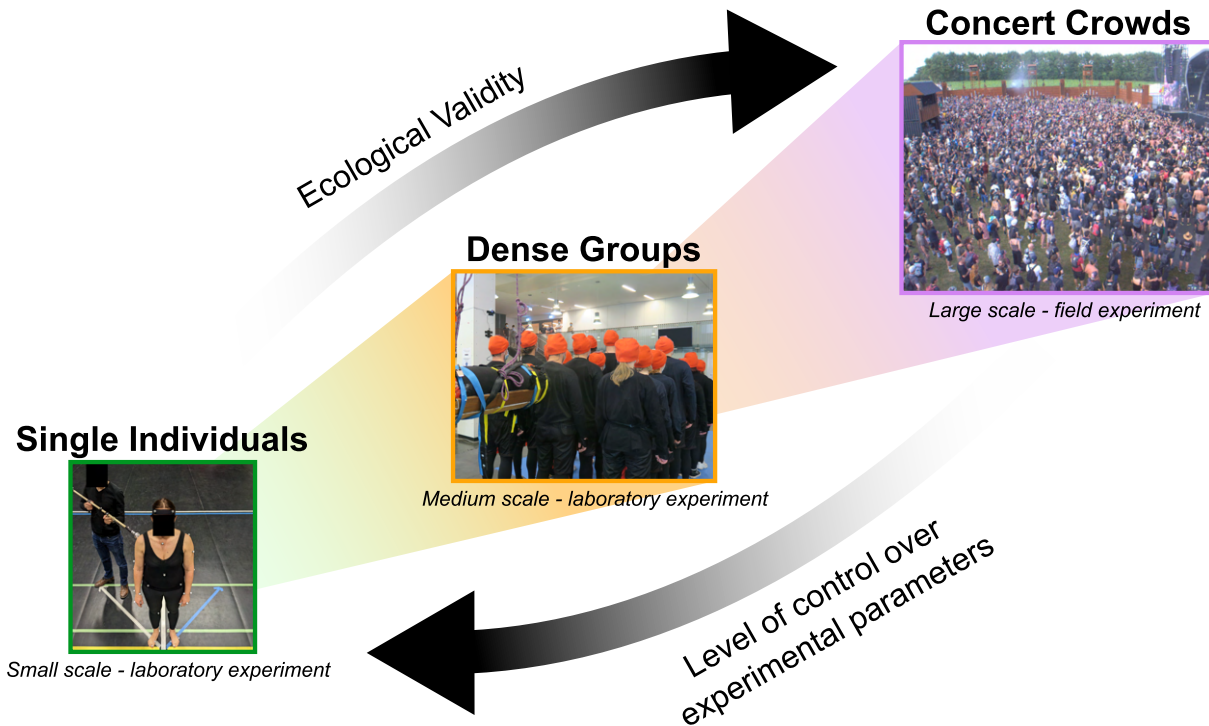 Concert Crowds
Ecological Validity
Large scale - field experiment
Dense Groups
Medium scale - laboratory experiment
Single Individuals
Small scale - laboratory experiment
Level of control over
experimental parameters